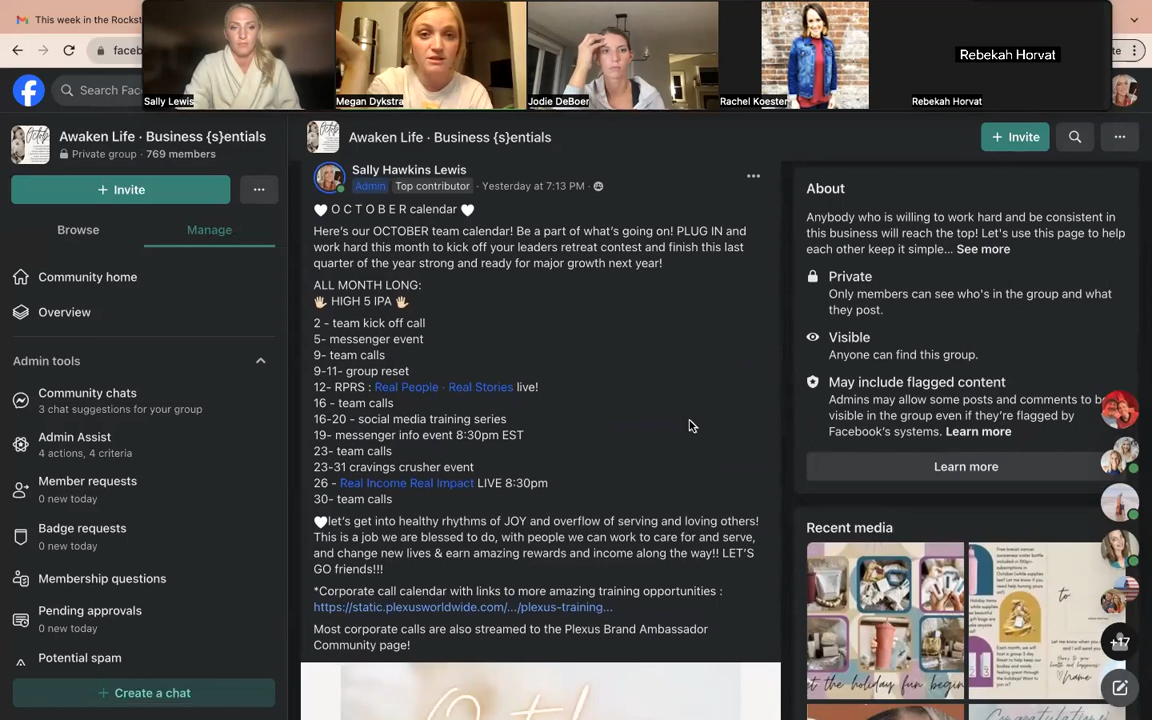 This week in the Rockst
faceb
Search Fac
Sally Lewis
Megan Dykstra
Jodie DeBoer
Rachel Koester
Rebekah Horvat
Rebekah Horvat
Awaken Life · Business {s}entials
Private group · 769 members
+ Invite
Browse
Manage
Community home
Overview
Admin tools
Community chats
3 chat suggestions for your group
Admin Assist
4 actions, 4 criteria
Member requests
0 new today
Badge requests
0 new today
Membership questions
Pending approvals
0 new today
Potential spam
+ Create a chat
Awaken Life · Business {s}entials
+ Invite
Sally Hawkins Lewis
Admin Top contributor · Yesterday at 7:13 PM ·
🤍 O C T O B E R calendar 🤍
Here's our OCTOBER team calendar! Be a part of what's going on! PLUG IN and
work hard this month to kick off your leaders retreat contest and finish this last
quarter of the year strong and ready for major growth next year!
ALL MONTH LONG:
🖐🏻 HIGH 5 IPA 🖐🏻
2 - team kick off call
5- messenger event
9- team calls
9-11- group reset
12- RPRS : Real People · Real Stories live!
16 - team calls
16-20 - social media training series
19- messenger info event 8:30pm EST
23- team calls
23-31 cravings crusher event
26 - Real Income Real Impact LIVE 8:30pm
30- team calls
🤍let's get into healthy rhythms of JOY and overflow of serving and loving others!
This is a job we are blessed to do, with people we can work to care for and serve,
and change new lives & earn amazing rewards and income along the way!! LET'S
GO friends!!!
*Corporate call calendar with links to more amazing training opportunities :
https://static.plexusworldwide.com/.../plexus-training...
Most corporate calls are also streamed to the Plexus Brand Ambassador
Community page!
About
Anybody who is willing to work hard and be consistent in
this business will reach the top! Let's use this page to
help each other keep it simple... See more
Private
Only members can see who's in the group and what
they post.
Visible
Anyone can find this group.
May include flagged content
Admins may allow some posts and comments to be
visible in the group even if they're flagged by
Facebook's systems. Learn more
Learn more
Recent media
let the holiday fun begin
to
name
+17